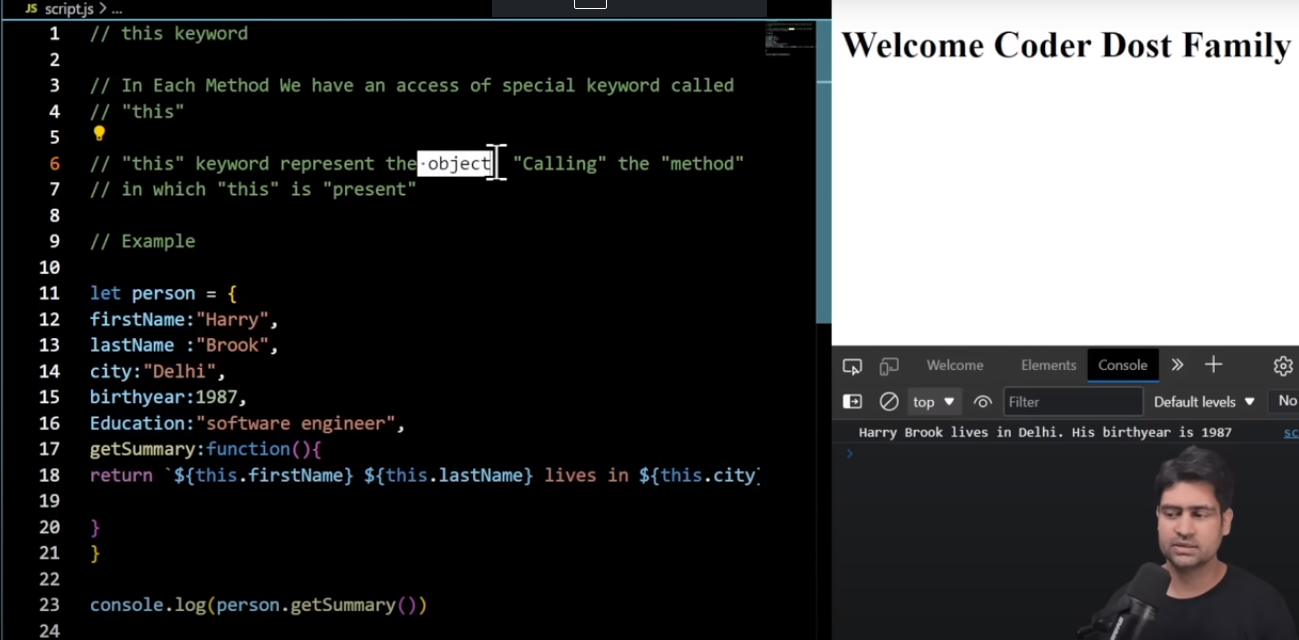 JS script.js > ...
1 // this keyword
2
3 // In Each Method We have an access of special keyword called
4 // "this"
5
6 // "this" keyword represent the object "Calling" the "method"
7 // in which "this" is "present"
8
9 // Example
10
11 let person = {
12 firstName:"Harry",
13 lastName :"Brook",
14 city:"Delhi",
15 birthyear:1987,
16 Education:"software engineer",
17 getSummary:function(){
18 return `${this.firstName} ${this.lastName} lives in ${this.city}
19
20 }
21 }
22
23 console.log(person.getSummary())
24
Welcome Coder Dost Family
Welcome Elements Console
top Filter Default levels No
Harry Brook lives in Delhi. His birthyear is 1987 sc